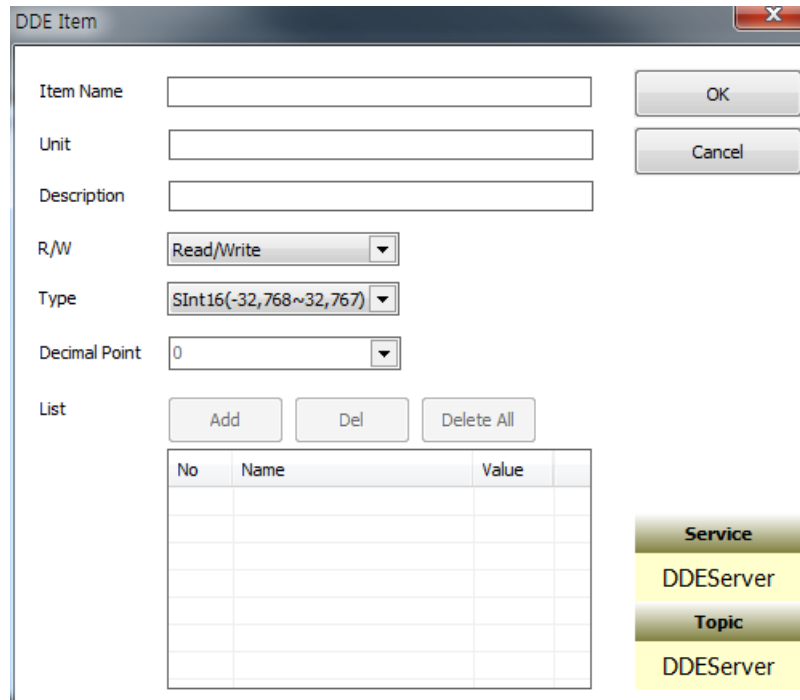 DDE Item
x
Item Name
OK
Unit
Cancel
Description
R/W Read/Write
Type SInt16(-32,768~32,767)
Decimal Point 0
List Add Del Delete All
No Name Value
Service
DDEServer
Topic
DDEServer